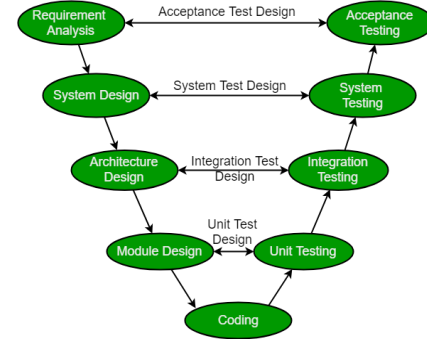 Requirement
Analysis
Acceptance Test Design
Acceptance
Testing
System Design
System Test Design
System
Testing
Architecture
Design
Integration Test
Design
Integration
Testing
Module Design
Unit Test
Design
Unit Testing
Coding